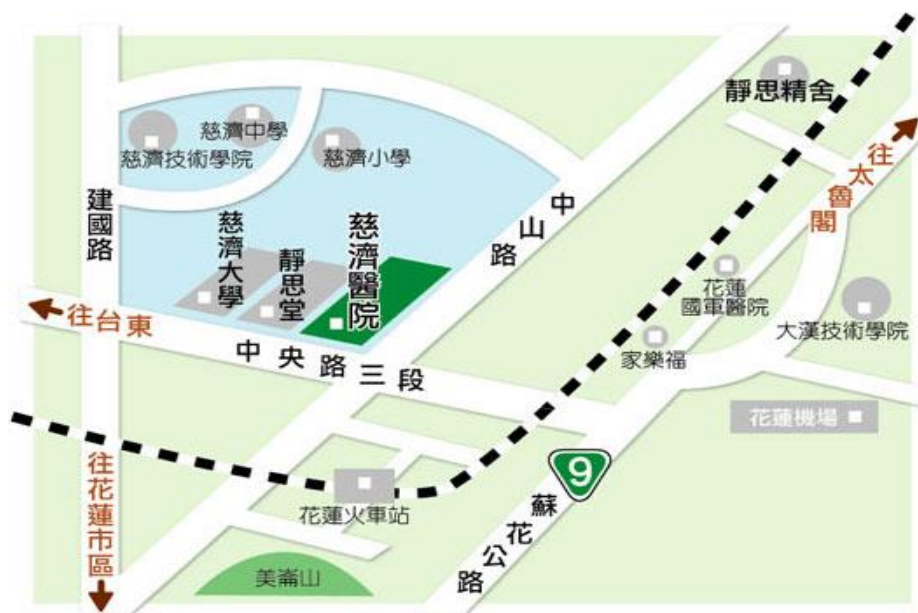 靜思精舍
往太魯閣
慈濟中學
慈濟技術學院
慈濟小學
建國路
中山路
慈濟大學
靜思堂
慈濟醫院
花蓮
國軍醫院
大漢技術學院
往台東
中央路三段
家樂福
花蓮機場
9
往花蓮市區
花蓮火車站
蘇花公路
美崙山